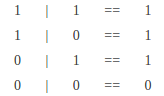 1 | 1 == 1
1 | 0 == 1
0 | 1 == 1
0 | 0 == 0